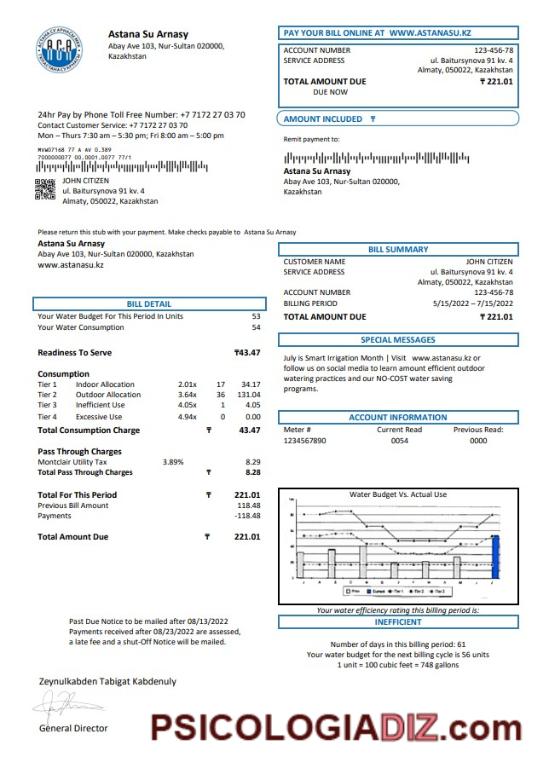 Astana Su Arnasy
Abay Ave 103, Nur-Sultan 020000,
Kazakhstan
PAY YOUR BILL ONLINE AT WWW.ASTANASU.KZ
ACCOUNT NUMBER 123-456-78
SERVICE ADDRESS ul. Baitursynova 91 kv. 4
Almaty, 050022, Kazakhstan
TOTAL AMOUNT DUE ₸ 221.01
DUE NOW
AMOUNT INCLUDED ₸
24hr Pay by Phone Toll Free Number: +7 7172 27 03 70
Contact Customer Service: +7 7172 27 03 70
Mon – Thurs 7:30 am – 5:30 pm; Fri 8:00 am – 5:00 pm
Remit payment to:
MVW07168 77 A AV 0.389
7000000077 00.0001.0077 77/1
JOHN CITIZEN
ul. Baitursynova 91 kv. 4
Almaty, 050022, Kazakhstan
Astana Su Arnasy
Abay Ave 103, Nur-Sultan 020000,
Kazakhstan
Please return this stub with your payment. Make checks payable to Astana Su Arnasy
Astana Su Arnasy
Abay Ave 103, Nur-Sultan 020000, Kazakhstan
www.astanasu.kz
BILL SUMMARY
CUSTOMER NAME JOHN CITIZEN
SERVICE ADDRESS ul. Baitursynova 91 kv. 4
Almaty, 050022, Kazakhstan
ACCOUNT NUMBER 123-456-78
BILLING PERIOD 5/15/2022 – 7/15/2022
TOTAL AMOUNT DUE ₸ 221.01
BILL DETAIL
Your Water Budget For This Period In Units 53
Your Water Consumption 54
Readiness To Serve ₸43.47
Consumption
Tier 1 Indoor Allocation 2.01x 17 34.17
Tier 2 Outdoor Allocation 3.64x 36 131.04
Tier 3 Inefficient Use 4.05x 1 4.05
Tier 4 Excessive Use 4.94x 0 0.00
Total Consumption Charge ₸ 43.47
Pass Through Charges
Montclair Utility Tax 3.89% 8.29
Total Pass Through Charges ₸ 8.28
Total For This Period ₸ 221.01
Previous Bill Amount 118.48
Payments -118.48
Total Amount Due ₸ 221.01
SPECIAL MESSAGES
July is Smart Irrigation Month | Visit www.astanasu.kz or
follow us on social media to learn amount efficient outdoor
watering practices and our NO-COST water saving
programs.
ACCOUNT INFORMATION
Meter # Current Read Previous Read:
1234567890 0054 0000
Water Budget Vs. Actual Use
Your water efficiency rating this billing period is:
INEFFICIENT
Number of days in this billing period: 61
Your water budget for the next billing cycle is 56 units
1 unit = 100 cubic feet = 748 gallons
Past Due Notice to be mailed after 08/13/2022
Payments received after 08/23/2022 are assessed,
a late fee and a shut-Off Notice will be mailed.
Zeynulkabden Tabigat Kabdenuly
General Director
PSICOLOGIADIZ.com